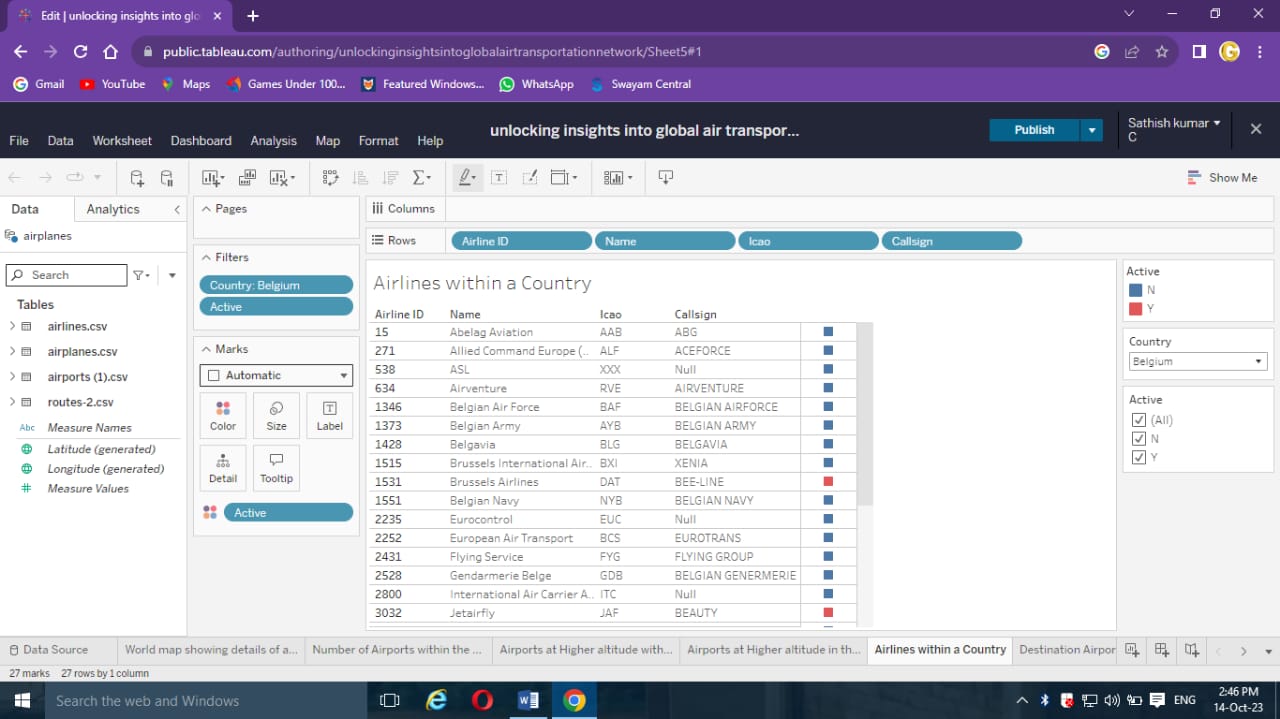 Edit | unlocking insights into glo
public.tableau.com/authoring/unlockinginsightsintoglobalairtransportationnetwork/Sheet5#1
Gmail YouTube Maps Games Under 100... Featured Windows... WhatsApp Swayam Central
File Data Worksheet Dashboard Analysis Map Format Help
unlocking insights into global air transpor...
Publish
Sathish kumar
C
Show Me
Data Analytics
airplanes
Search
Tables
airlines.csv
airplanes.csv
airports (1).csv
routes-2.csv
Abc Measure Names
Latitude (generated)
Longitude (generated)
# Measure Values
Pages
Filters
Country: Belgium
Active
Marks
Automatic
Color Size Label
Detail Tooltip
Active
Columns
Rows Airline ID Name Icao Callsign
Airlines within a Country
Airline ID Name Icao Callsign
15 Abelag Aviation AAB ABG
271 Allied Command Europe (.. ALF ACEFORCE
538 ASL XXX Null
634 Airventure RVE AIRVENTURE
1346 Belgian Air Force BAF BELGIAN AIRFORCE
1373 Belgian Army AYB BELGIAN ARMY
1428 Belgavia BLG BELGAVIA
1515 Brussels International Air.. BXI XENIA
1531 Brussels Airlines DAT BEE-LINE
1551 Belgian Navy NYB BELGIAN NAVY
2235 Eurocontrol EUC Null
2252 European Air Transport BCS EUROTRANS
2431 Flying Service FYG FLYING GROUP
2528 Gendarmerie Belge GDB BELGIAN GENERMERIE
2800 International Air Carrier A.. ITC Null
3032 Jetairfly JAF BEAUTY
Active
N
Y
Country
Belgium
Active
(All)
N
Y
Data Source World map showing details of a... Number of Airports within the ... Airports at Higher altitude with... Airports at Higher altitude in th... Airlines within a Country Destination Airpor
27 marks 27 rows by 1 column
Search the web and Windows
ENG
2:46 PM
14-Oct-23